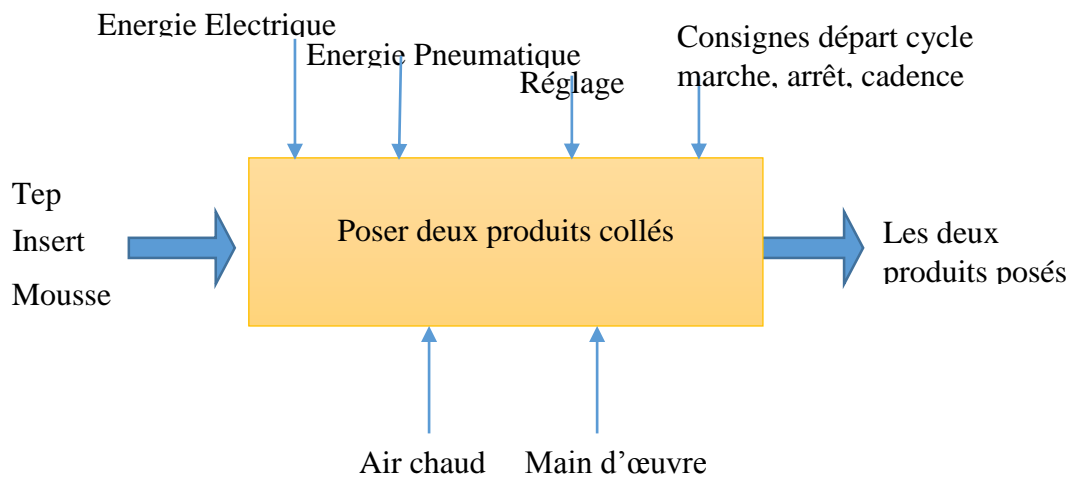 Energie Electrique
Energie Pneumatique
Réglage
Consignes départ cycle
marche, arrêt, cadence
Tep
Insert
Mousse
Poser deux produits collés
Les deux
produits posés
Air chaud
Main d’œuvre